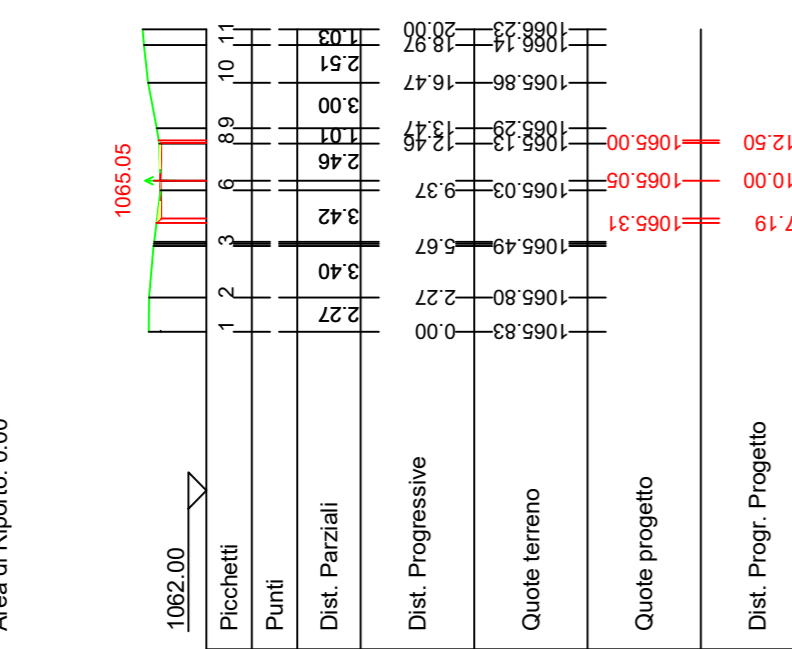 Area di Riporto: 0.00
1065.05
1062.00
Picchetti 1 2 3 6 8 9 10 11
Punti
Dist. Parziali 2.27 3.40 3.42 2.46 1.01 3.00 2.51 1.03
Dist. Progressive 0.00 2.27 5.67 9.37 12.46 13.47 16.47 18.97 20.00
Quote terreno 1065.83 1065.80 1065.49 1065.03 1065.13 1065.29 1065.86 1066.14 1066.23
Quote progetto 1065.31 1065.05 1065.00
Dist. Progr. Progetto 7.19 10.00 12.50